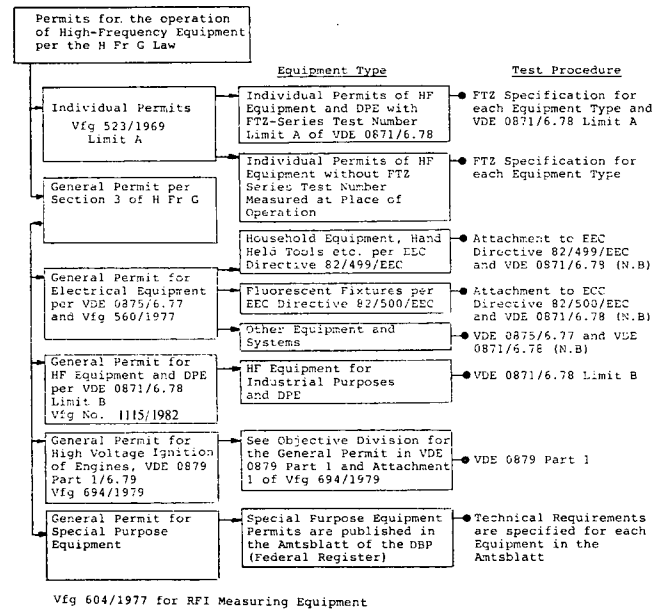 Permits for the operation
of High-Frequency Equipment
per the H Fr G Law
Equipment Type
Test Procedure
Individual Permits
Vfg 523/1969
Limit A
Individual Permits of HF
Equipment and DPE with
FTZ-Series Test Number
Limit A of VDE 0871/6.78
FTZ Specification for
each Equipment Type and
VDE 0871/6.78 Limit A
Individual Permits of HF
Equipment without FTZ
Series Test Number
Measured at Place of
Operation
FTZ Specification for
each Equipment Type
General Permit per
Section 3 of H Fr G
General Permit for
Electrical Equipment
per VDE 0875/6.77
and Vfg 560/1977
Household Equipment, Hand
Held Tools etc. per EEC
Directive 82/499/EEC
Attachment to EEC
Directive 82/499/EEC
and VDE 0871/6.78 (N.B)
Fluorescent Fixtures per
EEC Directive 82/500/EEC
Attachment to ECC
Directive 82/500/EEC
and VDE 0871/6.78 (N.B)
Other Equipment and
Systems
VDE 0875/6.77 and VDE
0871/6.78 (N.B)
General Permit for
HF Equipment and DPE
per VDE 0871/6.78
Limit B
Vfg No. 1115/1982
HF Equipment for
Industrial Purposes
and DPE
VDE 0871/6.78 Limit B
General Permit for
High Voltage Ignition
of Engines, VDE 0879
Part 1/6.79
Vfg 694/1979
See Objective Division for
the General Permit in VDE
0879 Part 1 and Attachment
1 of Vfg 694/1979
VDE 0879 Part 1
General Permit for
Special Purpose
Equipment
Special Purpose Equipment
Permits are published in
the Amtsblatt of the DBP
(Federal Register)
Technical Requirements
are specified for each
Equipment in the
Amtsblatt
Vfg 604/1977 for RFI Measuring Equipment